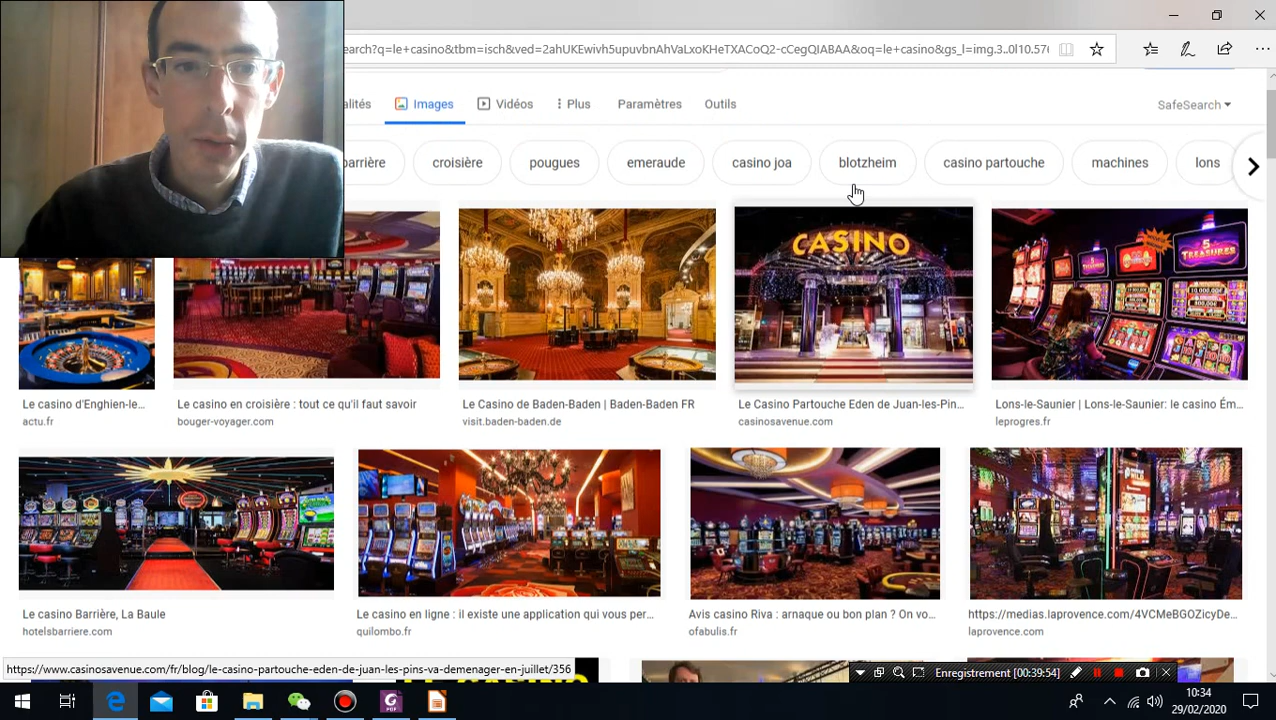 search?q=le+casino&tbm=isch&ved=2ahUKEwivh5upuvbnAhVaLxoKHeTXACoQ2-cCegQIABAA&oq=le+casino&gs_l=img.3..0l10.576
alités Images Vidéos Plus Paramètres Outils SafeSearch
barrière croisière pougues emeraude casino joa blotzheim casino partouche machines lons
CASINO
5 TREASURES
Le casino d'Enghien-le... Le casino en croisière : tout ce qu'il faut savoir Le Casino de Baden-Baden | Baden-Baden FR Le Casino Partouche Eden de Juan-les-Pin... Lons-le-Saunier | Lons-le-Saunier: le casino Ém...
actu.fr bouger-voyager.com visit.baden-baden.de casinosavenue.com leprogres.fr
Le casino Barrière, La Baule Le casino en ligne : il existe une application qui vous per... Avis casino Riva : arnaque ou bon plan ? On vo... https://medias.laprovence.com/4VCMeBGOZicyDe...
hotelsbarriere.com quilombo.fr ofabulis.fr laprovence.com
https://www.casinosavenue.com/fr/blog/le-casino-partouche-eden-de-juan-les-pins-va-demenager-en-juillet/356
Enregistrement [00:39:54]
10:34
29/02/2020